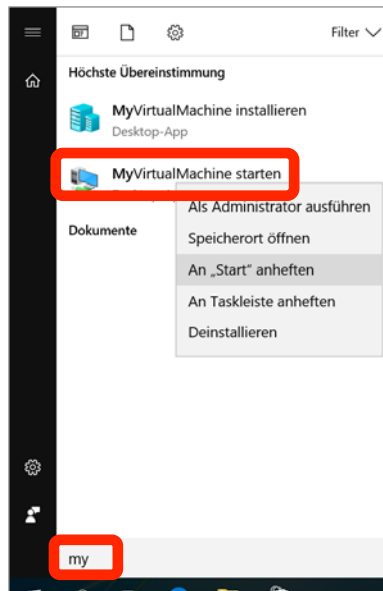 Filter
Höchste Übereinstimmung
MyVirtualMachine installieren
Desktop-App
MyVirtualMachine starten
Als Administrator ausführen
Dokumente
Speicherort öffnen
An „Start" anheften
An Taskleiste anheften
Deinstallieren
my